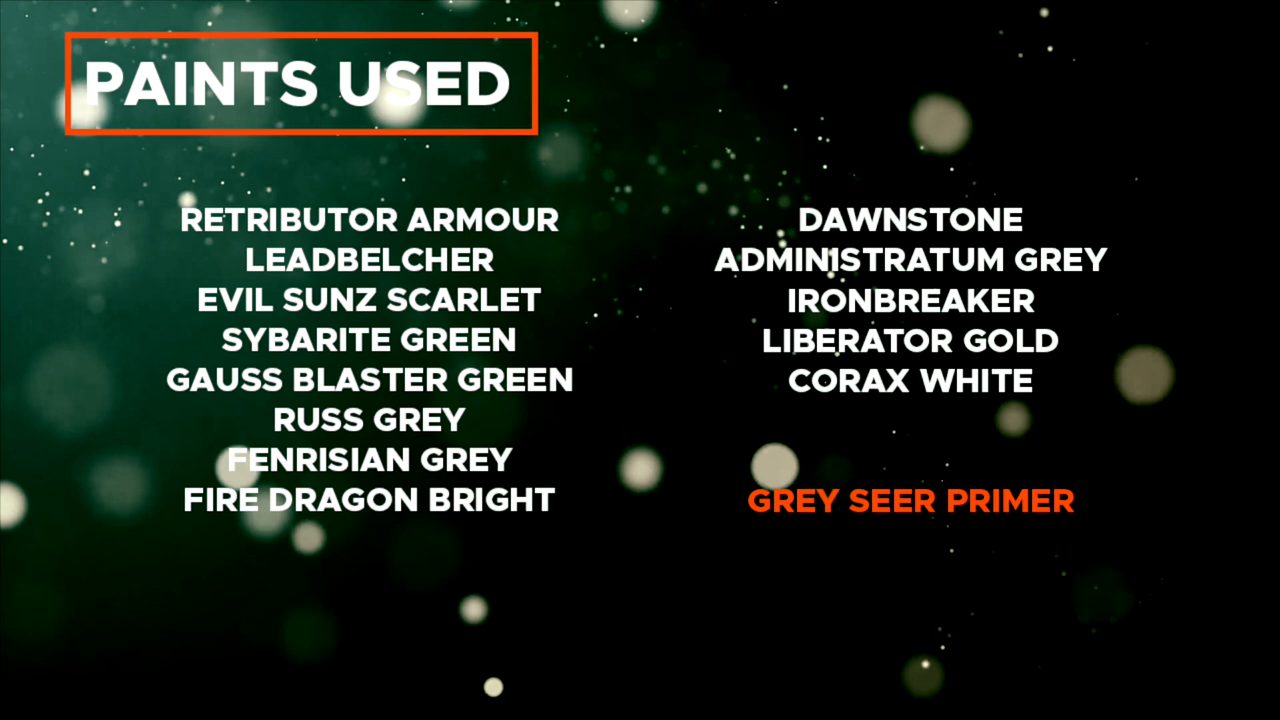 PAINTS USED
RETRIBUTOR ARMOUR
LEADBELCHER
EVIL SUNZ SCARLET
SYBARITE GREEN
GAUSS BLASTER GREEN
RUSS GREY
FENRISIAN GREY
FIRE DRAGON BRIGHT
DAWNSTONE
ADMINISTRATUM GREY
IRONBREAKER
LIBERATOR GOLD
CORAX WHITE
GREY SEER PRIMER